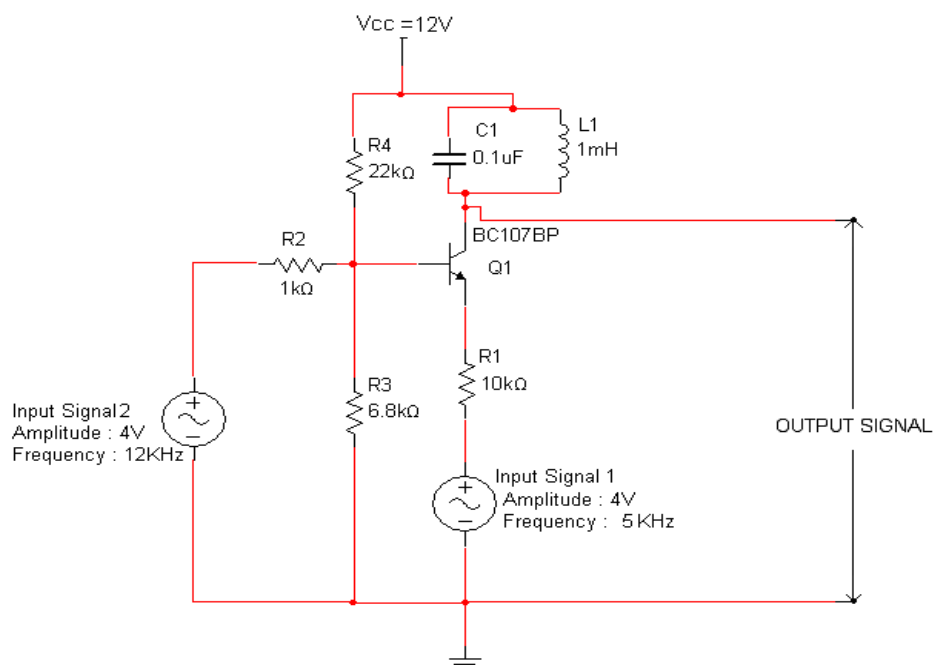 Vcc =12V
R4
22kΩ
C1
0.1uF
L1
1mH
BC107BP
Q1
R2
1kΩ
R1
10kΩ
R3
6.8kΩ
Input Signal 2
Amplitude : 4V
Frequency : 12KHz
+
−
Input Signal 1
Amplitude : 4V
Frequency : 5 KHz
+
−
OUTPUT SIGNAL